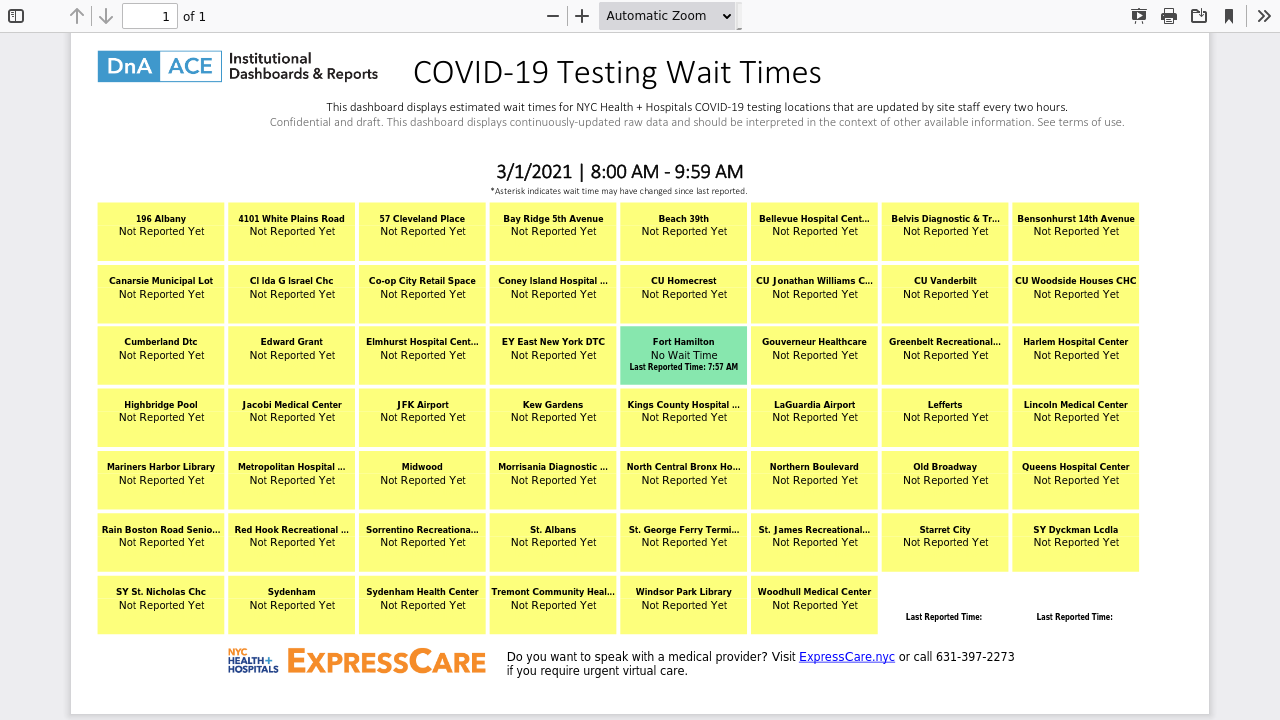 1 of 1 Automatic Zoom
DnA ACE Institutional Dashboards & Reports
COVID-19 Testing Wait Times
This dashboard displays estimated wait times for NYC Health + Hospitals COVID-19 testing locations that are updated by site staff every two hours.
Confidential and draft. This dashboard displays continuously-updated raw data and should be interpreted in the context of other available information. See terms of use.
3/1/2021 | 8:00 AM - 9:59 AM
*Asterisk indicates wait time may have changed since last reported.
196 Albany 4101 White Plains Road 57 Cleveland Place Bay Ridge 5th Avenue Beach 39th Bellevue Hospital Cent... Belvis Diagnostic & Tr... Bensonhurst 14th Avenue
Not Reported Yet Not Reported Yet Not Reported Yet Not Reported Yet Not Reported Yet Not Reported Yet Not Reported Yet Not Reported Yet
Canarsie Municipal Lot CI Ida G Israel Chc Co-op City Retail Space Coney Island Hospital ... CU Homecrest CU Jonathan Williams C... CU Vanderbilt CU Woodside Houses CHC
Not Reported Yet Not Reported Yet Not Reported Yet Not Reported Yet Not Reported Yet Not Reported Yet Not Reported Yet Not Reported Yet
Cumberland Dtc Edward Grant Elmhurst Hospital Cent... EY East New York DTC Fort Hamilton Gouverneur Healthcare Greenbelt Recreational... Harlem Hospital Center
Not Reported Yet Not Reported Yet Not Reported Yet Not Reported Yet No Wait Time Not Reported Yet Not Reported Yet Not Reported Yet
Last Reported Time: 7:57 AM
Highbridge Pool Jacobi Medical Center JFK Airport Kew Gardens Kings County Hospital ... LaGuardia Airport Lefferts Lincoln Medical Center
Not Reported Yet Not Reported Yet Not Reported Yet Not Reported Yet Not Reported Yet Not Reported Yet Not Reported Yet Not Reported Yet
Mariners Harbor Library Metropolitan Hospital ... Midwood Morrisania Diagnostic ... North Central Bronx Ho... Northern Boulevard Old Broadway Queens Hospital Center
Not Reported Yet Not Reported Yet Not Reported Yet Not Reported Yet Not Reported Yet Not Reported Yet Not Reported Yet Not Reported Yet
Rain Boston Road Senio... Red Hook Recreational ... Sorrentino Recreationa... St. Albans St. George Ferry Termi... St. James Recreational... Starret City SY Dyckman Lcdla
Not Reported Yet Not Reported Yet Not Reported Yet Not Reported Yet Not Reported Yet Not Reported Yet Not Reported Yet Not Reported Yet
SY St. Nicholas Chc Sydenham Sydenham Health Center Tremont Community Heal... Windsor Park Library Woodhull Medical Center
Not Reported Yet Not Reported Yet Not Reported Yet Not Reported Yet Not Reported Yet Not Reported Yet
Last Reported Time: Last Reported Time:
NYC HEALTH+ HOSPITALS EXPRESSCARE
Do you want to speak with a medical provider? Visit ExpressCare.nyc or call 631-397-2273
if you require urgent virtual care.